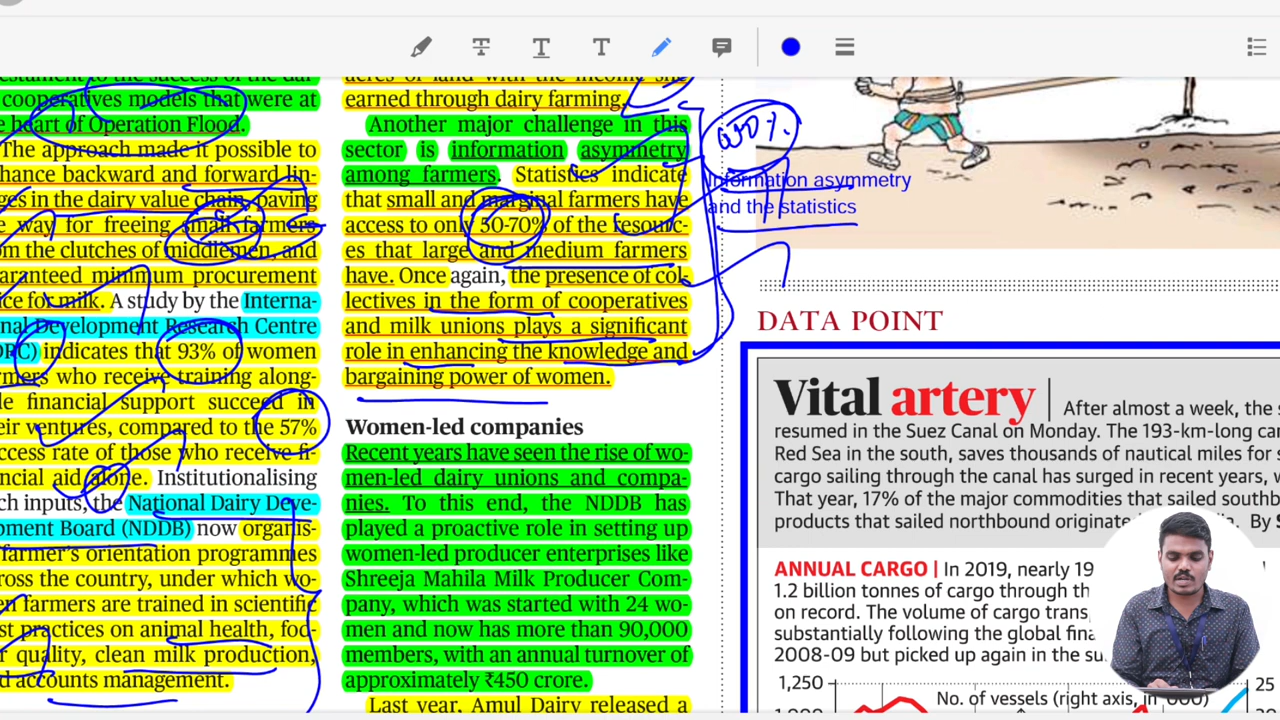 cooperatives models that were at
heart of Operation Flood.
The approach made it possible to
hance backward and forward lin-
ges in the dairy value chain, paving
way for freeing small farmers
om the clutches of middlemen, and
aranteed minimum procurement
ice for milk. A study by the Interna-
nal Development Research Centre
indicates that 93% of women
rmers who receive training along-
le financial support succeed in
eir ventures, compared to the 57%
ccess rate of those who receive fi-
ncial aid alone. Institutionalising
ch inputs, the National Dairy Deve-
pment Board (NDDB) now organis-
farmer's orientation programmes
ross the country, under which wo-
en farmers are trained in scientific
st practices on animal health, fod-
r quality, clean milk production,
d accounts management.
acres of land with the income she
earned through dairy farming.
Another major challenge in this
sector is information asymmetry
among farmers. Statistics indicate
that small and marginal farmers have
access to only 50-70% of the resourc-
es that large and medium farmers
have. Once again, the presence of col-
lectives in the form of cooperatives
and milk unions plays a significant
role in enhancing the knowledge and
bargaining power of women.
Women-led companies
Recent years have seen the rise of wo-
men-led dairy unions and compa-
nies. To this end, the NDDB has
played a proactive role in setting up
women-led producer enterprises like
Shreeja Mahila Milk Producer Com-
pany, which was started with 24 wo-
men and now has more than 90,000
members, with an annual turnover of
approximately ₹450 crore.
Last year, Amul Dairy released a
information asymmetry
and the statistics
DATA POINT
Vital artery | After almost a week, the
resumed in the Suez Canal on Monday. The 193-km-long
Red Sea in the south, saves thousands of nautical miles for
cargo sailing through the canal has surged in recent years,
That year, 17% of the major commodities that sailed
products that sailed northbound By
ANNUAL CARGO | In 2019, nearly
1.2 billion tonnes of cargo through
on record. The volume of cargo
substantially following the global
2008-09 but picked up again in the
1,250
No. of vessels (right axis, in '000)
25